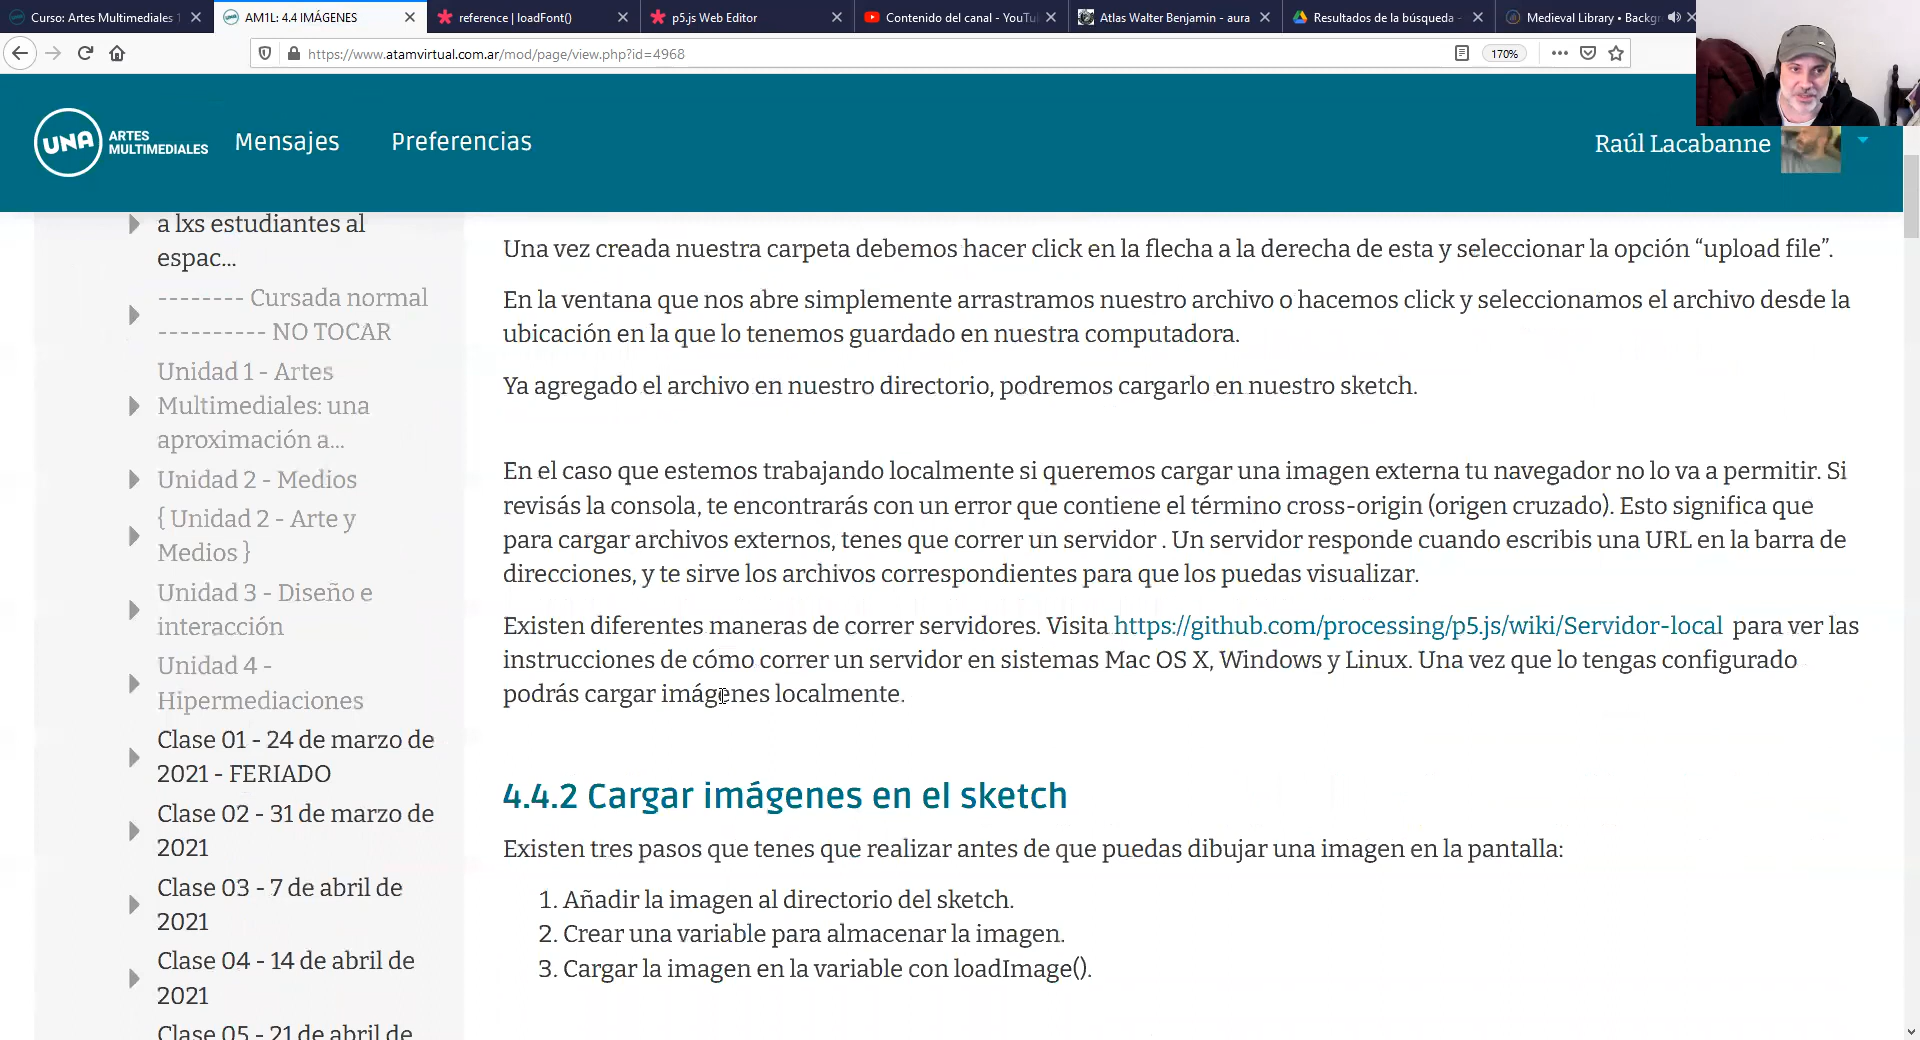 Curso: Artes Multimediales 1
AM1L: 4.4 IMÁGENES
reference | loadFont()
p5.js Web Editor
Contenido del canal - YouTu
Atlas Walter Benjamin - aura
Resultados de la búsqueda -
Medieval Library • Backgr
https://www.atamvirtual.com.ar/mod/page/view.php?id=4968
170%
UNA ARTES
MULTIMEDIALES
Mensajes
Preferencias
Raúl Lacabanne
a lxs estudiantes al
espac...
-------- Cursada normal
---------- NO TOCAR
Unidad 1 - Artes
Multimediales: una
aproximación a...
Unidad 2 - Medios
{ Unidad 2 - Arte y
Medios }
Unidad 3 - Diseño e
interacción
Unidad 4 -
Hipermediaciones
Clase 01 - 24 de marzo de
2021 - FERIADO
Clase 02 - 31 de marzo de
2021
Clase 03 - 7 de abril de
2021
Clase 04 - 14 de abril de
2021
Clase 05 - 21 de abril de
Una vez creada nuestra carpeta debemos hacer click en la flecha a la derecha de esta y seleccionar la opción “upload file”.
En la ventana que nos abre simplemente arrastramos nuestro archivo o hacemos click y seleccionamos el archivo desde la
ubicación en la que lo tenemos guardado en nuestra computadora.
Ya agregado el archivo en nuestro directorio, podremos cargarlo en nuestro sketch.
En el caso que estemos trabajando localmente si queremos cargar una imagen externa tu navegador no lo va a permitir. Si
revisás la consola, te encontrarás con un error que contiene el término cross-origin (origen cruzado). Esto significa que
para cargar archivos externos, tenes que correr un servidor . Un servidor responde cuando escribis una URL en la barra de
direcciones, y te sirve los archivos correspondientes para que los puedas visualizar.
Existen diferentes maneras de correr servidores. Visita https://github.com/processing/p5.js/wiki/Servidor-local para ver las
instrucciones de cómo correr un servidor en sistemas Mac OS X, Windows y Linux. Una vez que lo tengas configurado
podrás cargar imágenes localmente.
4.4.2 Cargar imágenes en el sketch
Existen tres pasos que tenes que realizar antes de que puedas dibujar una imagen en la pantalla:
1. Añadir la imagen al directorio del sketch.
2. Crear una variable para almacenar la imagen.
3. Cargar la imagen en la variable con loadImage().